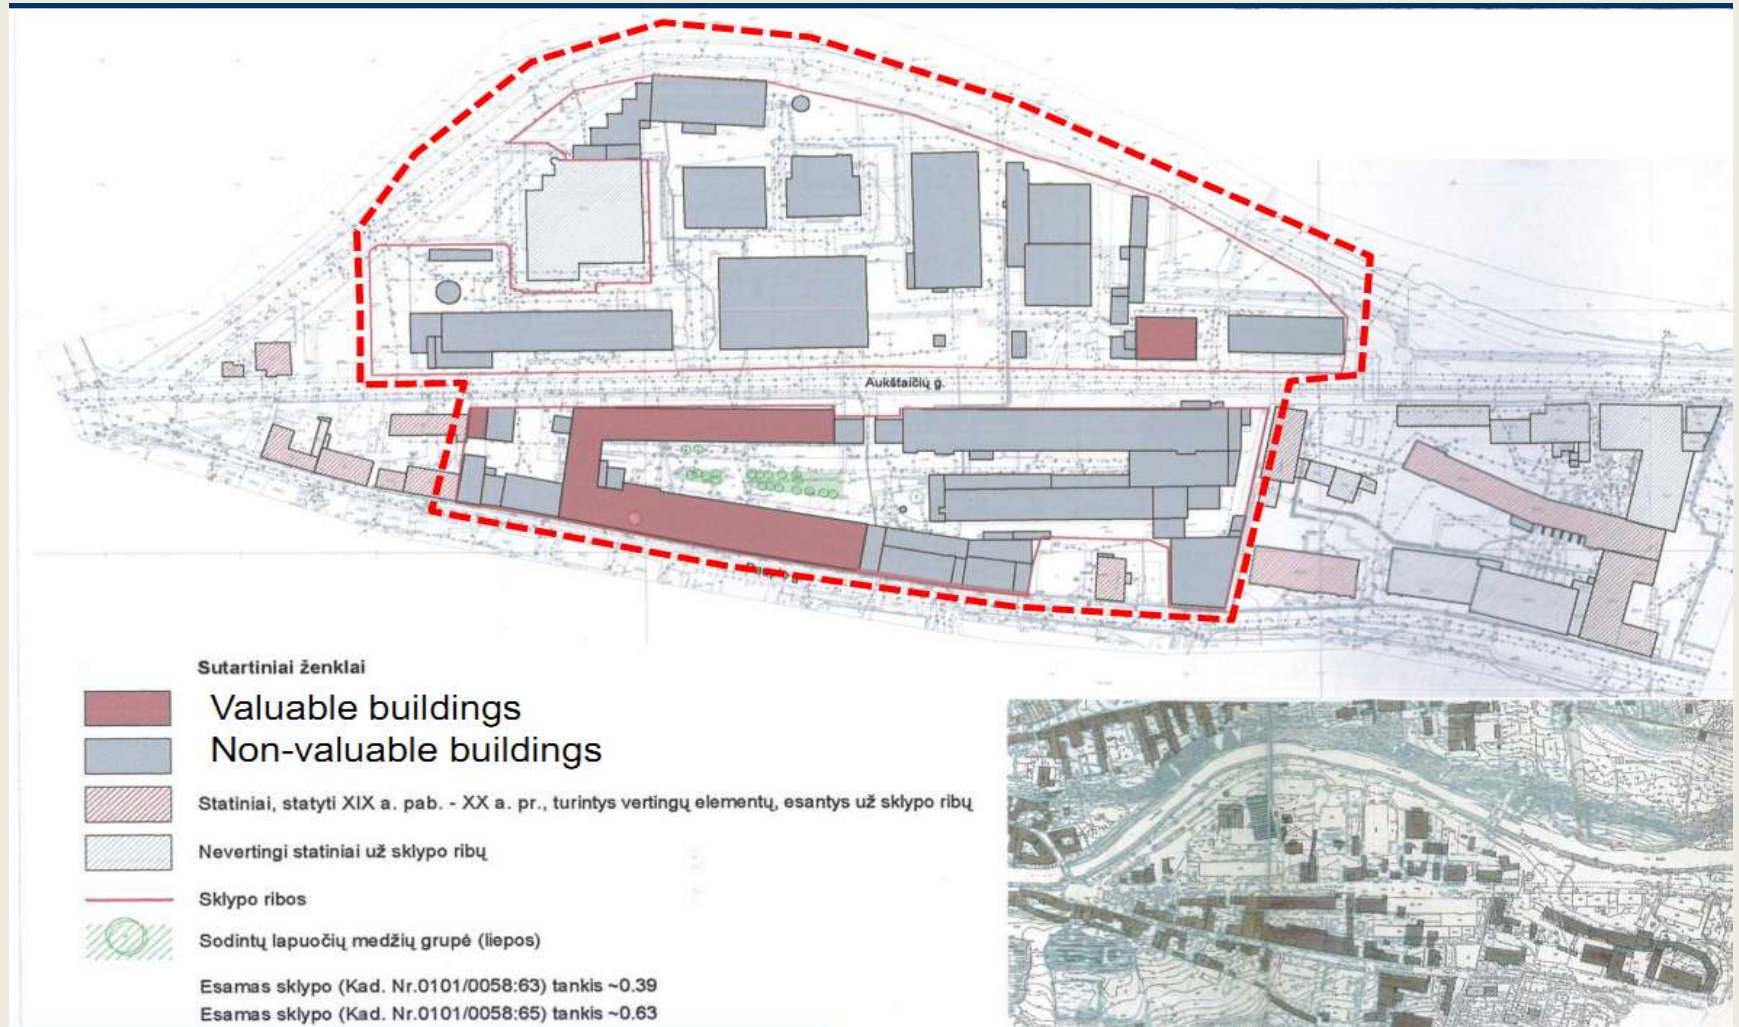 Aukštaičių g.
Paupio g.
Sutartiniai ženklai
Valuable buildings
Non-valuable buildings
Statiniai, statyti XIX a. pab. - XX a. pr., turintys vertingų elementų, esantys už sklypo ribų
Nevertingi statiniai už sklypo ribų
Sklypo ribos
Sodintų lapuočių medžių grupė (liepos)
Esamas sklypo (Kad. Nr.0101/0058:63) tankis ~0.39
Esamas sklypo (Kad. Nr.0101/0058:65) tankis ~0.63